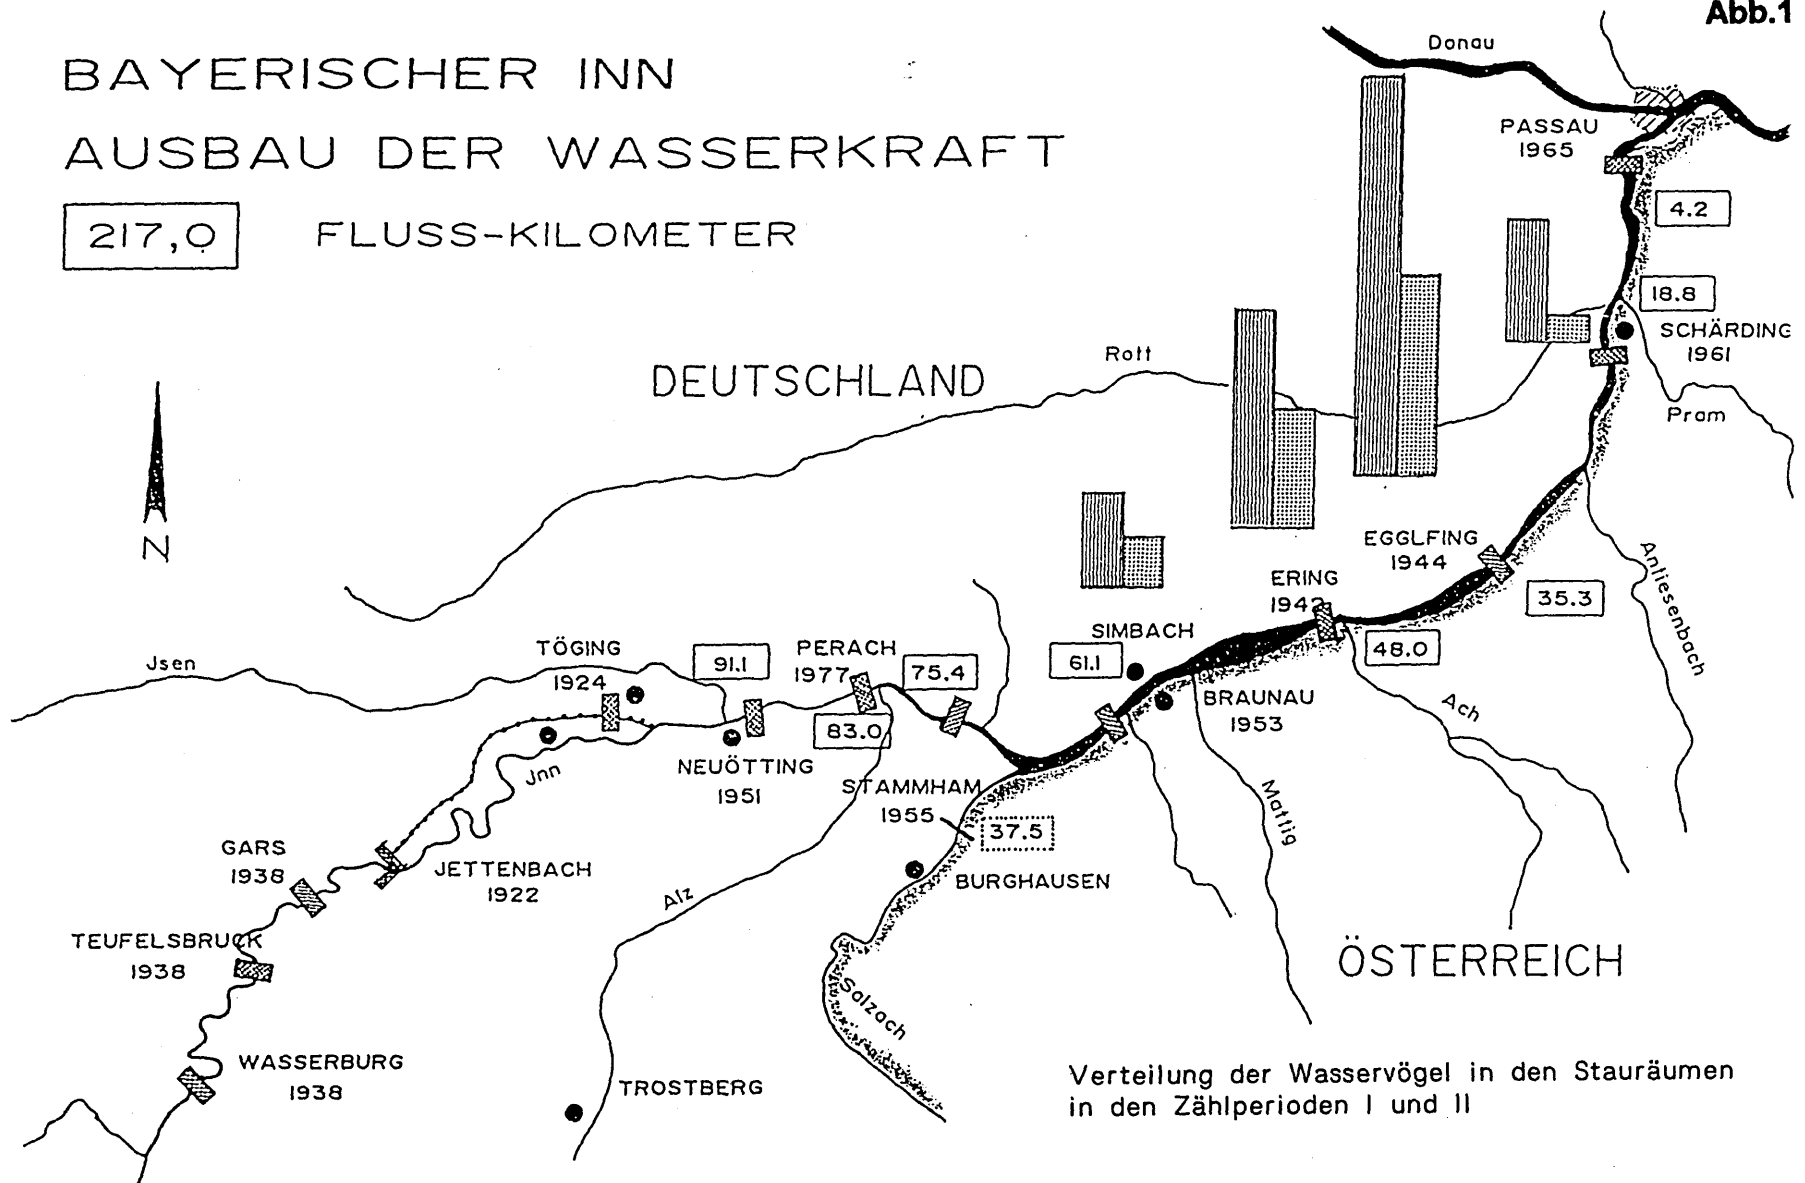 Abb.1
BAYERISCHER INN
AUSBAU DER WASSERKRAFT
217,0 FLUSS-KILOMETER
Donau
PASSAU
1965
4.2
18.8
SCHÄRDING
1961
Pram
Rott
DEUTSCHLAND
N
EGGLFING
1944
35.3
Anliesenbach
ERING
1942
48.0
SIMBACH
61.1
BRAUNAU
1953
Ach
Mattig
Jsen
TÖGING
1924
91.1
PERACH
1977
75.4
83.0
NEUÖTTING
1951
Jnn
STAMMHAM
1955
37.5
BURGHAUSEN
GARS
1938
JETTENBACH
1922
Alz
TEUFELSBRUCK
1938
Salzach
ÖSTERREICH
WASSERBURG
1938
TROSTBERG
Verteilung der Wasservögel in den Stauräumen
in den Zählperioden I und II